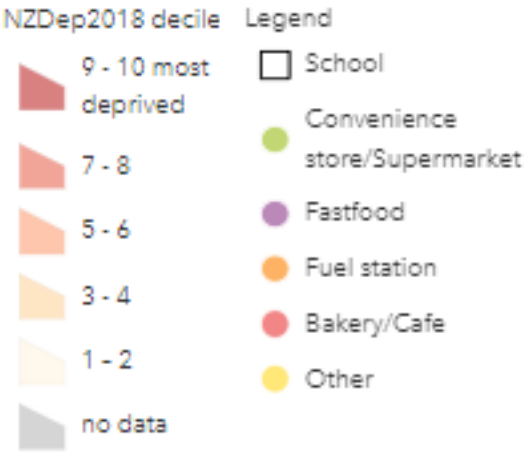 NZDep2018 decile
9 - 10 most
deprived
7 - 8
5 - 6
3 - 4
1 - 2
no data
Legend
School
Convenience
store/Supermarket
Fastfood
Fuel station
Bakery/Cafe
Other